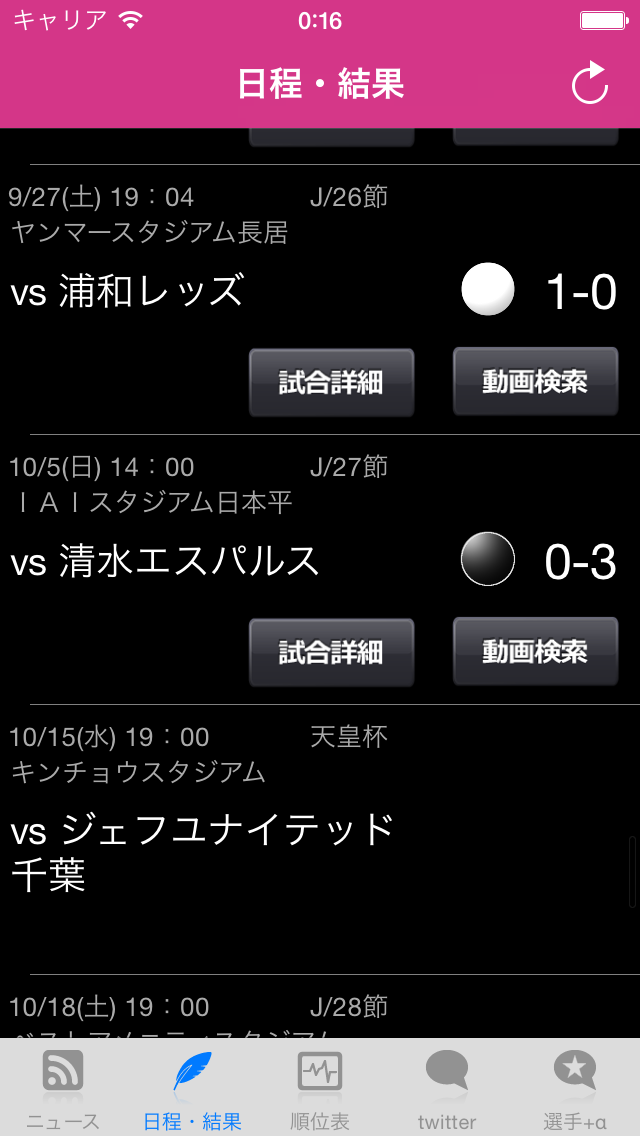 キャリア 0:16
日程・結果
9/27(土) 19：04 J/26節
ヤンマースタジアム長居
vs 浦和レッズ 1-0
試合詳細 動画検索
10/5(日) 14：00 J/27節
ＩＡＩスタジアム日本平
vs 清水エスパルス 0-3
試合詳細 動画検索
10/15(水) 19：00 天皇杯
キンチョウスタジアム
vs ジェフユナイテッド
千葉
10/18(土) 19：00 J/28節
ニュース 日程・結果 順位表 twitter 選手+α